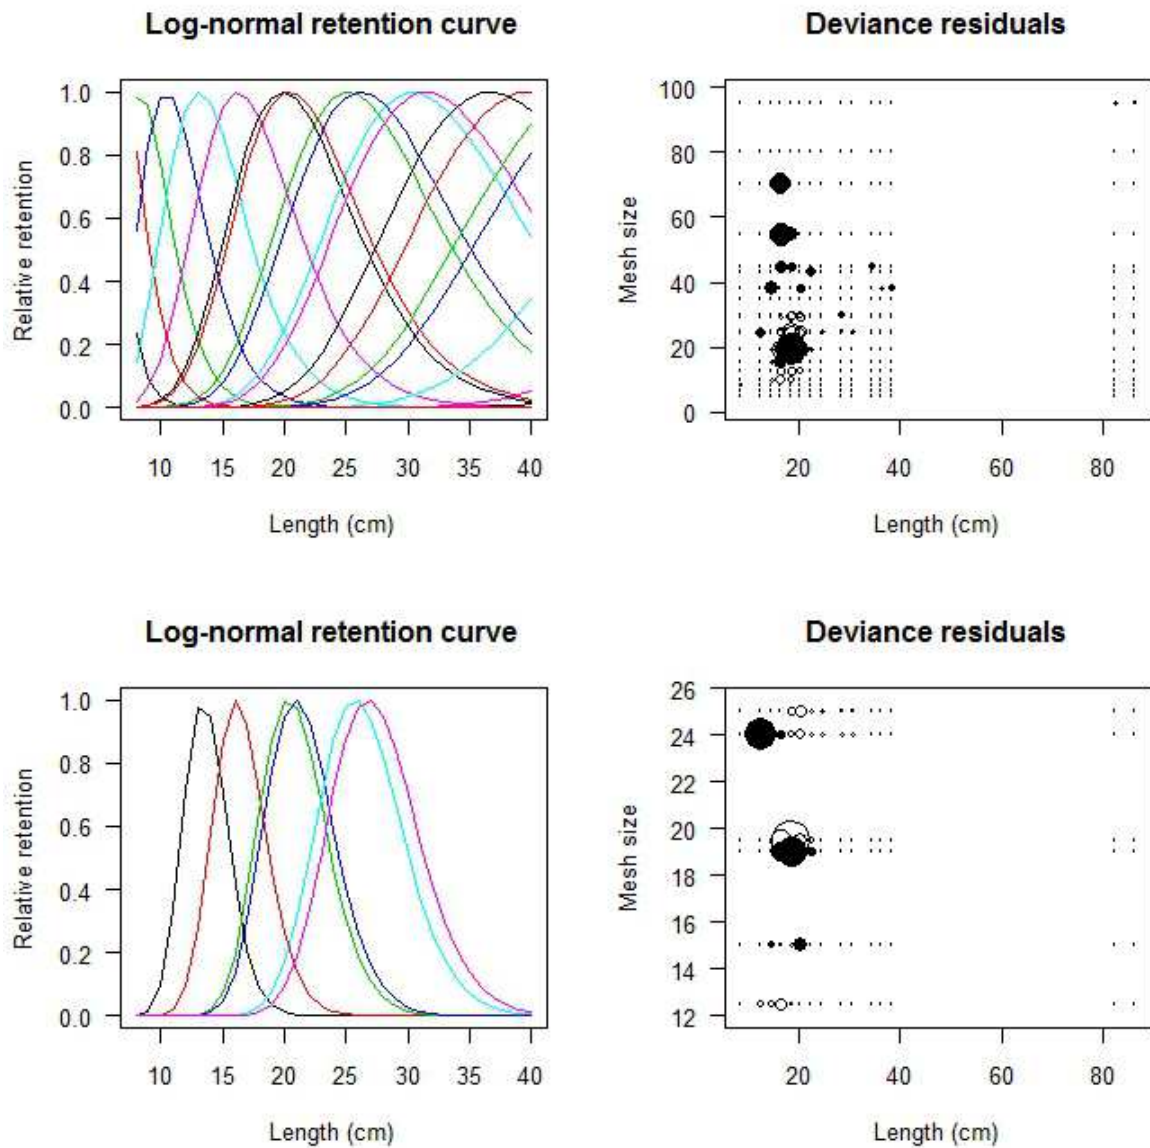 Log-normal retention curve
Deviance residuals
Relative retention
1.0
0.8
0.6
0.4
0.2
0.0
10 15 20 25 30 35 40
Length (cm)
Mesh size
100
80
60
40
20
0
20 40 60 80
Length (cm)
Log-normal retention curve
Deviance residuals
Relative retention
1.0
0.8
0.6
0.4
0.2
0.0
10 15 20 25 30 35 40
Length (cm)
Mesh size
26
24
22
20
18
16
14
12
20 40 60 80
Length (cm)